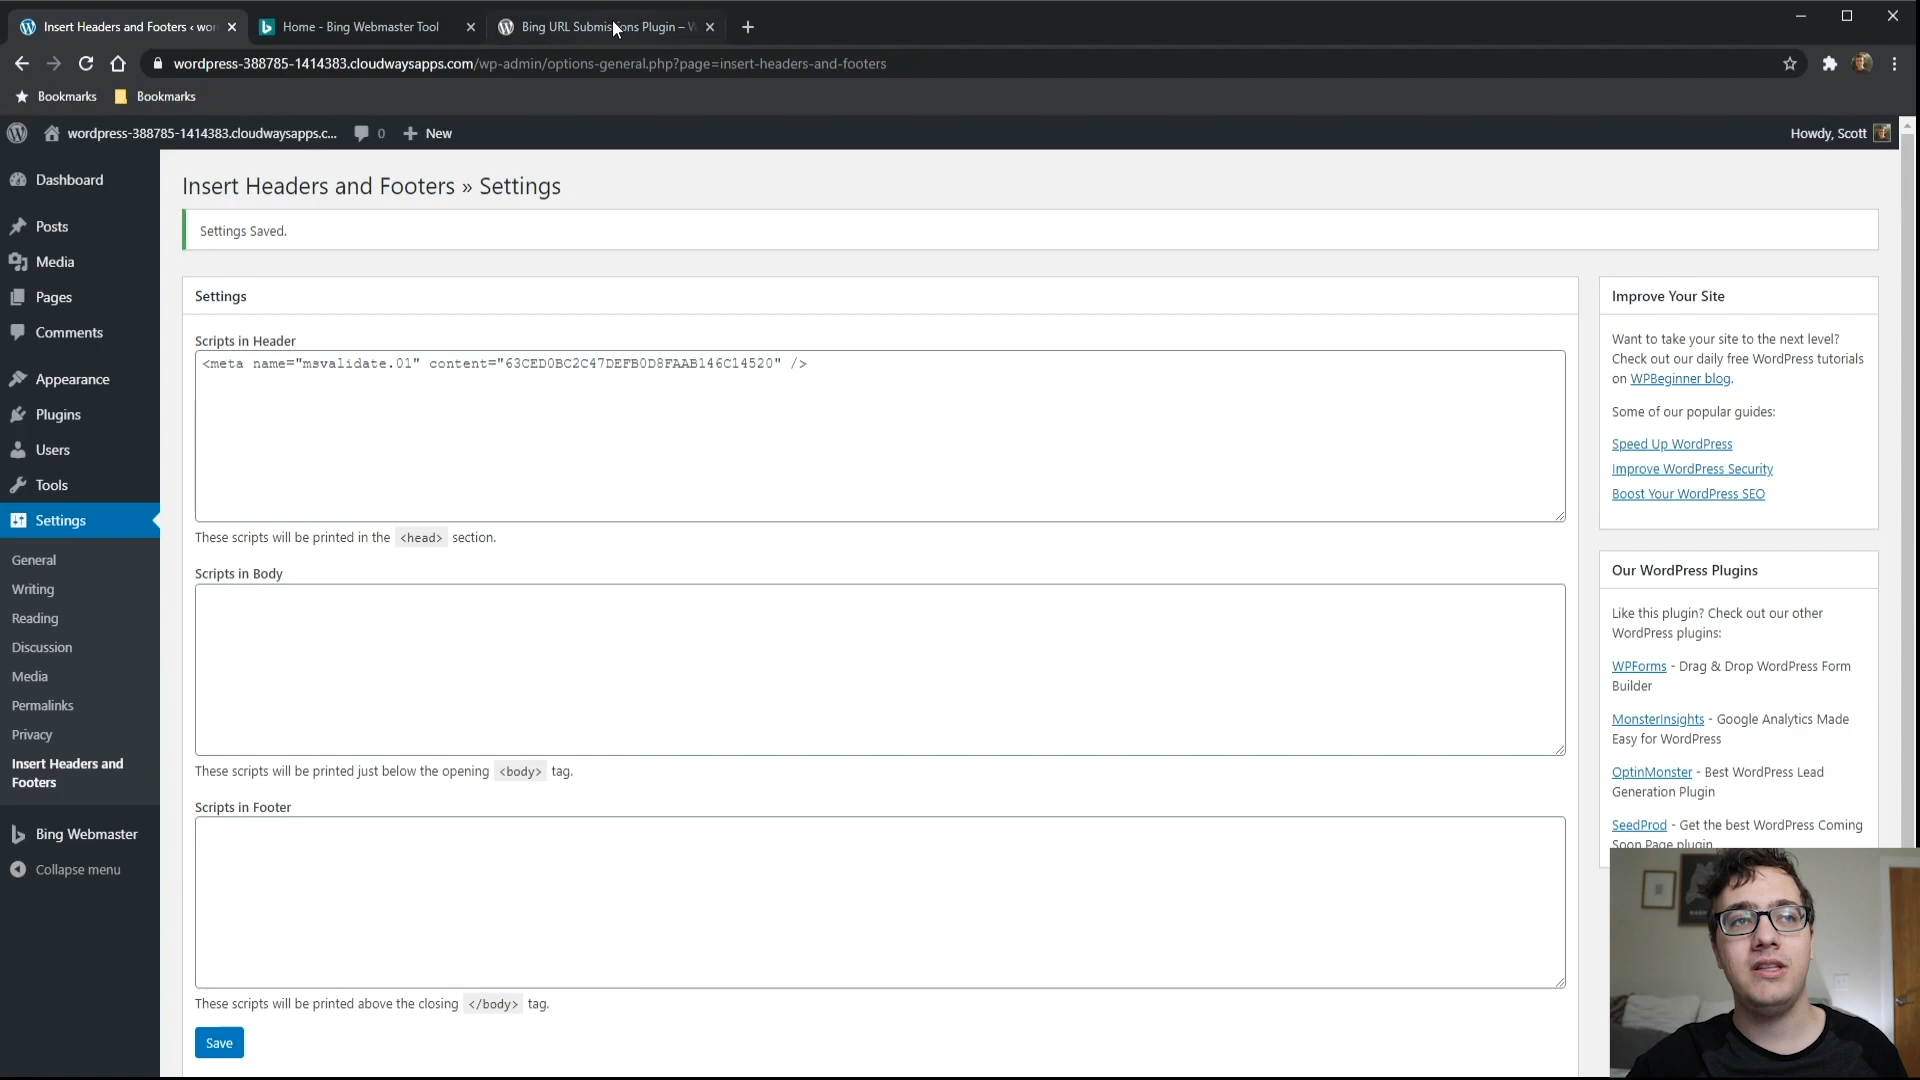 Insert Headers and Footers ‹ wor
Home - Bing Webmaster Tool
Bing URL Submissions Plugin – W
wordpress-388785-1414383.cloudwaysapps.com/wp-admin/options-general.php?page=insert-headers-and-footers
Bookmarks
Bookmarks
wordpress-388785-1414383.cloudwaysapps.c...
0
New
Howdy, Scott
Dashboard
Posts
Media
Pages
Comments
Appearance
Plugins
Users
Tools
Settings
General
Writing
Reading
Discussion
Media
Permalinks
Privacy
Insert Headers and
Footers
Bing Webmaster
Collapse menu
Insert Headers and Footers » Settings
Settings Saved.
Settings
Scripts in Header
<meta name="msvalidate.01" content="63CED0BC2C47DEFB0D8FAAB146C14520" />
These scripts will be printed in the <head> section.
Scripts in Body
These scripts will be printed just below the opening <body> tag.
Scripts in Footer
These scripts will be printed above the closing </body> tag.
Save
Improve Your Site
Want to take your site to the next level?
Check out our daily free WordPress tutorials
on WPBeginner blog.
Some of our popular guides:
Speed Up WordPress
Improve WordPress Security
Boost Your WordPress SEO
Our WordPress Plugins
Like this plugin? Check out our other
WordPress plugins:
WPForms - Drag & Drop WordPress Form
Builder
MonsterInsights - Google Analytics Made
Easy for WordPress
OptinMonster - Best WordPress Lead
Generation Plugin
SeedProd - Get the best WordPress Coming
Soon Page plugin